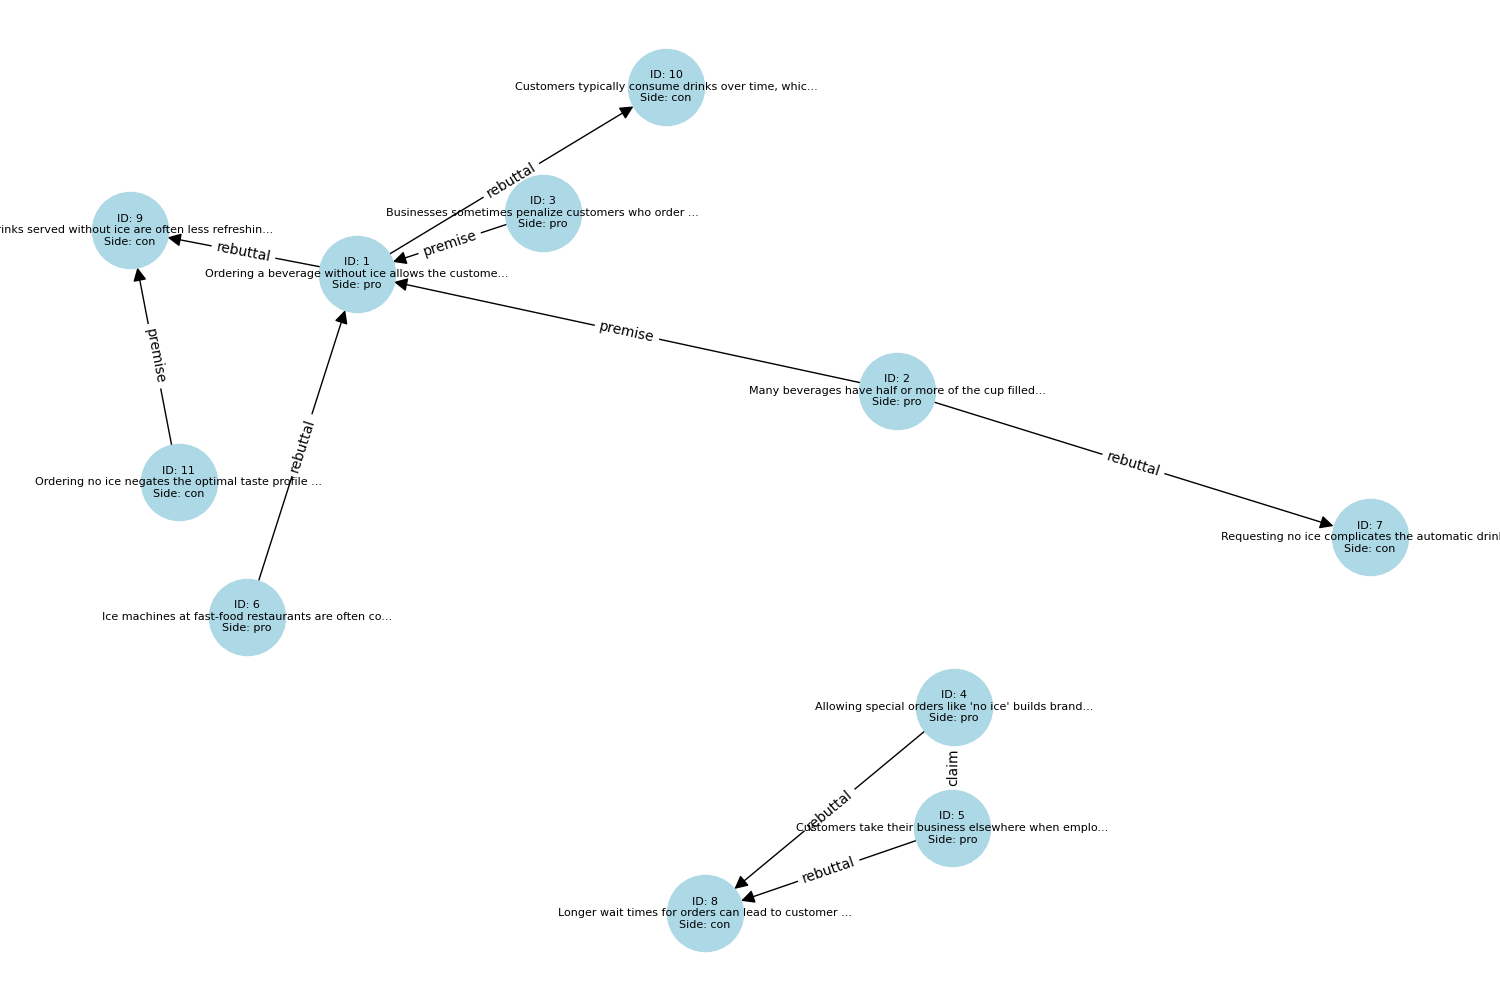 ID: 10
Customers typically consume drinks over time, whic...
Side: con
rebuttal
ID: 3
Businesses sometimes penalize customers who order ...
Side: pro
ID: 9
rinks served without ice are often less refreshin...
Side: con
rebuttal
premise
ID: 1
Ordering a beverage without ice allows the custome...
Side: pro
premise
premise
ID: 2
Many beverages have half or more of the cup filled...
Side: pro
rebuttal
rebuttal
ID: 11
Ordering no ice negates the optimal taste profile ...
Side: con
ID: 7
Requesting no ice complicates the automatic drin
Side: con
ID: 6
Ice machines at fast-food restaurants are often co...
Side: pro
ID: 4
Allowing special orders like 'no ice' builds brand...
Side: pro
claim
rebuttal
ID: 5
Customers take their business elsewhere when emplo...
Side: pro
rebuttal
ID: 8
Longer wait times for orders can lead to customer ...
Side: con